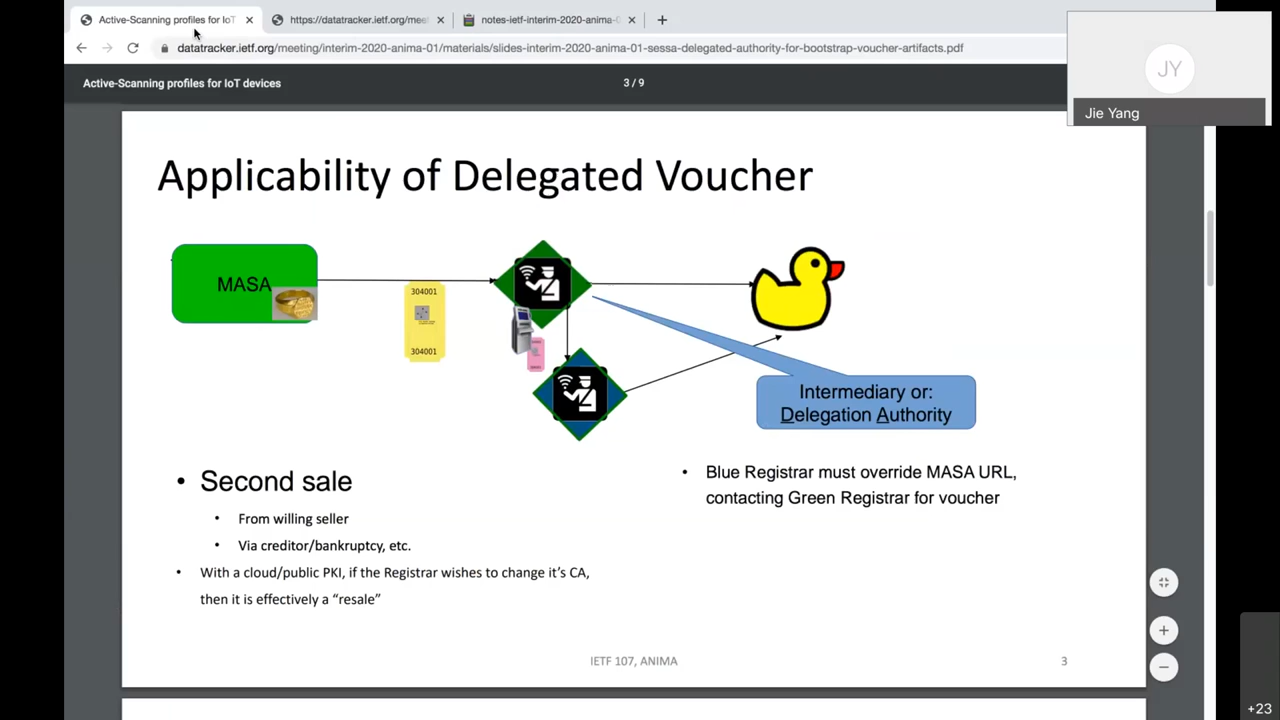 Active-Scanning profiles for IoT
https://datatracker.ietf.org/mee
notes-ietf-interim-2020-anima-0
datatracker.ietf.org/meeting/interim-2020-anima-01/materials/slides-interim-2020-anima-01-sessa-delegated-authority-for-bootstrap-voucher-artifacts.pdf
Active-Scanning profiles for IoT devices
3 / 9
JY
Jie Yang
Applicability of Delegated Voucher
MASA
304001
304001
Intermediary or:
Delegation Authority
• Second sale
• From willing seller
• Via creditor/bankruptcy, etc.
• With a cloud/public PKI, if the Registrar wishes to change it’s CA,
then it is effectively a “resale”
• Blue Registrar must override MASA URL,
contacting Green Registrar for voucher
IETF 107, ANIMA
3
+23